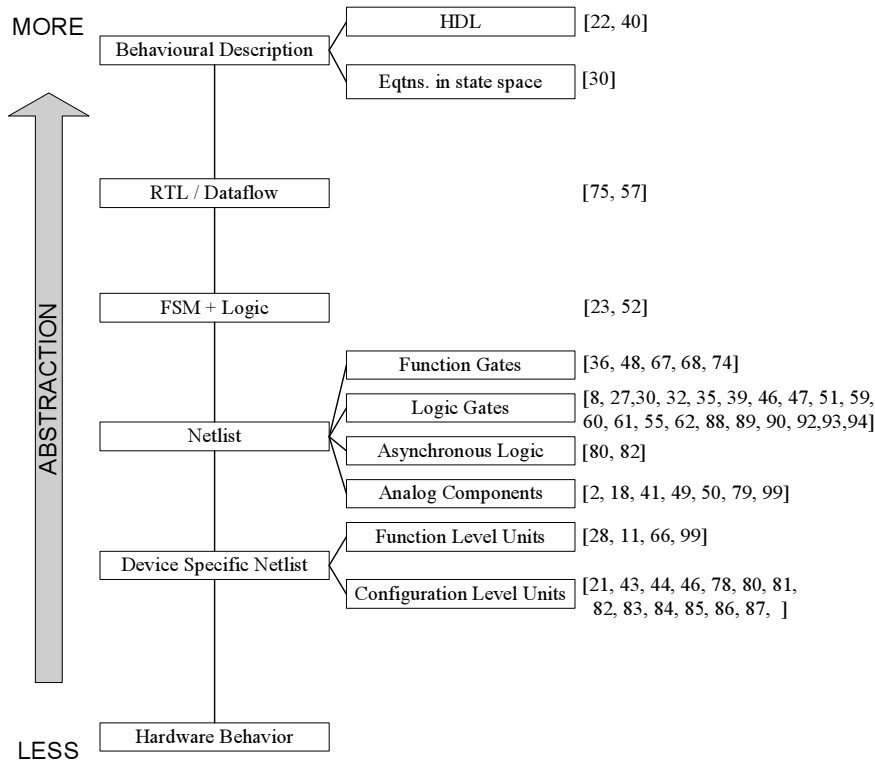 MORE
HDL [22, 40]
Behavioural Description
Eqtns. in state space [30]
RTL / Dataflow [75, 57]
ABSTRACTION
FSM + Logic [23, 52]
Function Gates [36, 48, 67, 68, 74]
Logic Gates [8, 27,30, 32, 35, 39, 46, 47, 51, 59,
60, 61, 55, 62, 88, 89, 90, 92,93,94]
Netlist
Asynchronous Logic [80, 82]
Analog Components [2, 18, 41, 49, 50, 79, 99]
Function Level Units [28, 11, 66, 99]
Device Specific Netlist
Configuration Level Units [21, 43, 44, 46, 78, 80, 81,
82, 83, 84, 85, 86, 87, ]
Hardware Behavior
LESS